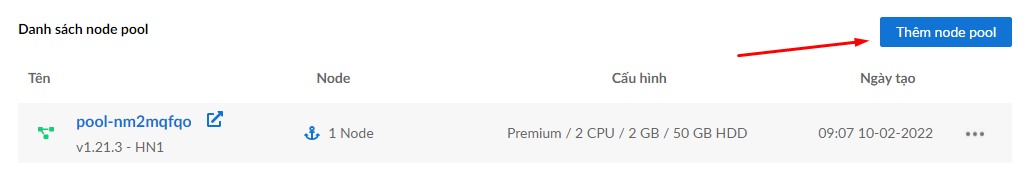 Danh sách node pool
Thêm node pool
Tên Node Cấu hình Ngày tạo
pool-nm2mqfqo
1 Node Premium / 2 CPU / 2 GB / 50 GB HDD 09:07 10-02-2022
v1.21.3 - HN1